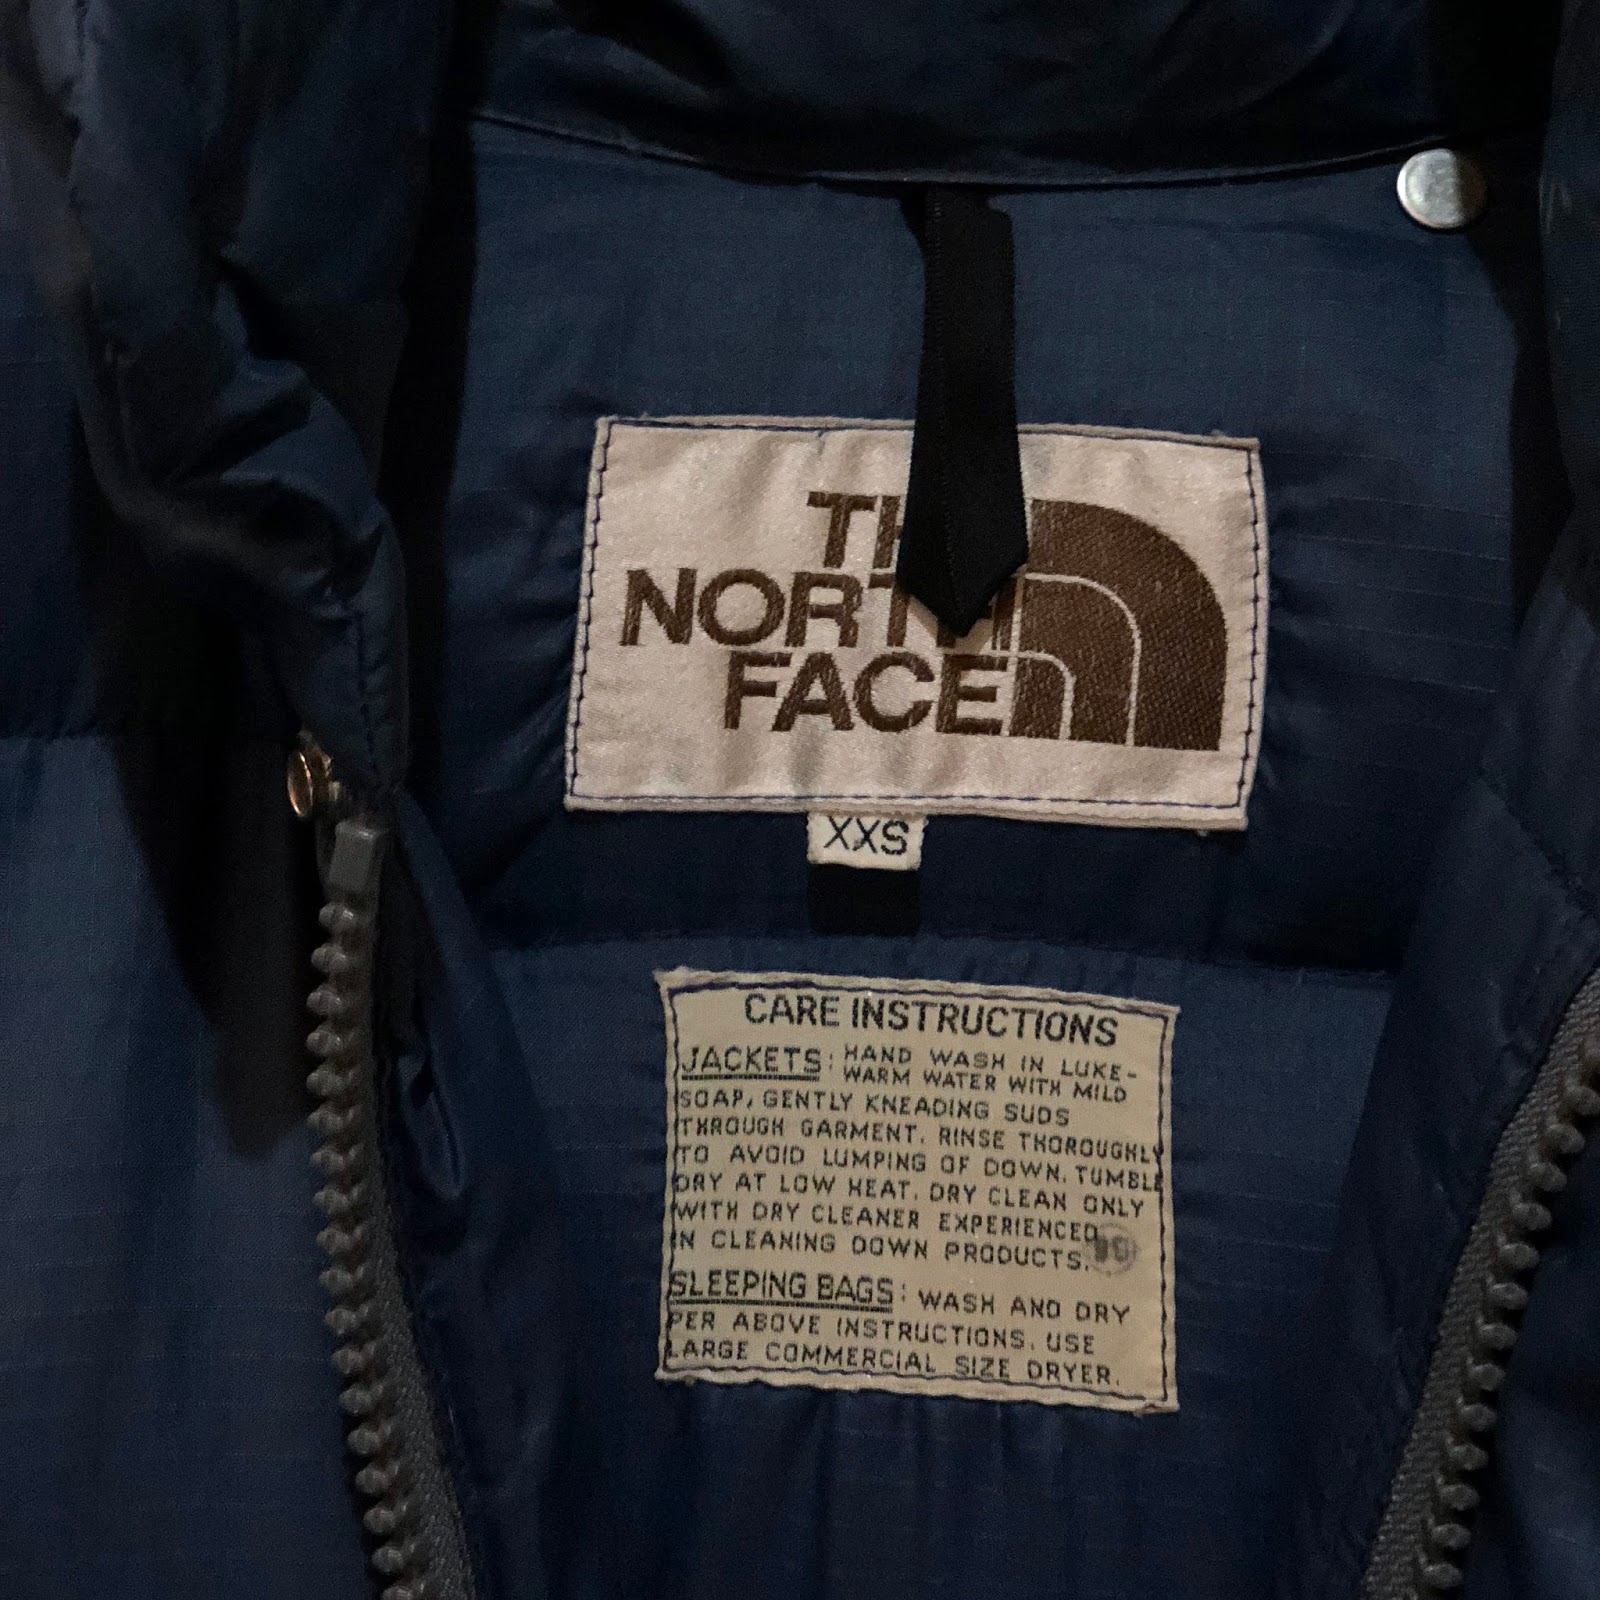 THE
NORTH
FACE
XXS
CARE INSTRUCTIONS
JACKETS: HAND WASH IN LUKE-
WARM WATER WITH MILD
SOAP, GENTLY KNEADING SUDS
THROUGH GARMENT. RINSE THOROUGHLY
TO AVOID LUMPING OF DOWN. TUMBLE
DRY AT LOW HEAT. DRY CLEAN ONLY
WITH DRY CLEANER EXPERIENCED
IN CLEANING DOWN PRODUCTS.
SLEEPING BAGS: WASH AND DRY
PER ABOVE INSTRUCTIONS. USE
LARGE COMMERCIAL SIZE DRYER.